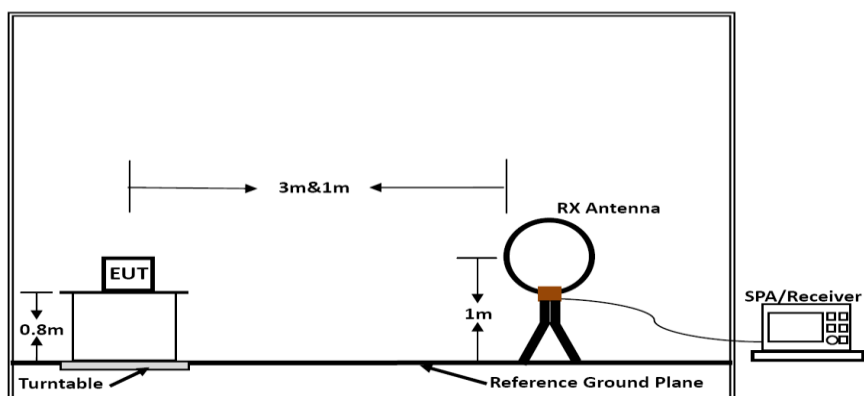 3m&1m
RX Antenna
EUT
SPA/Receiver
0.8m
1m
Turntable
Reference Ground Plane